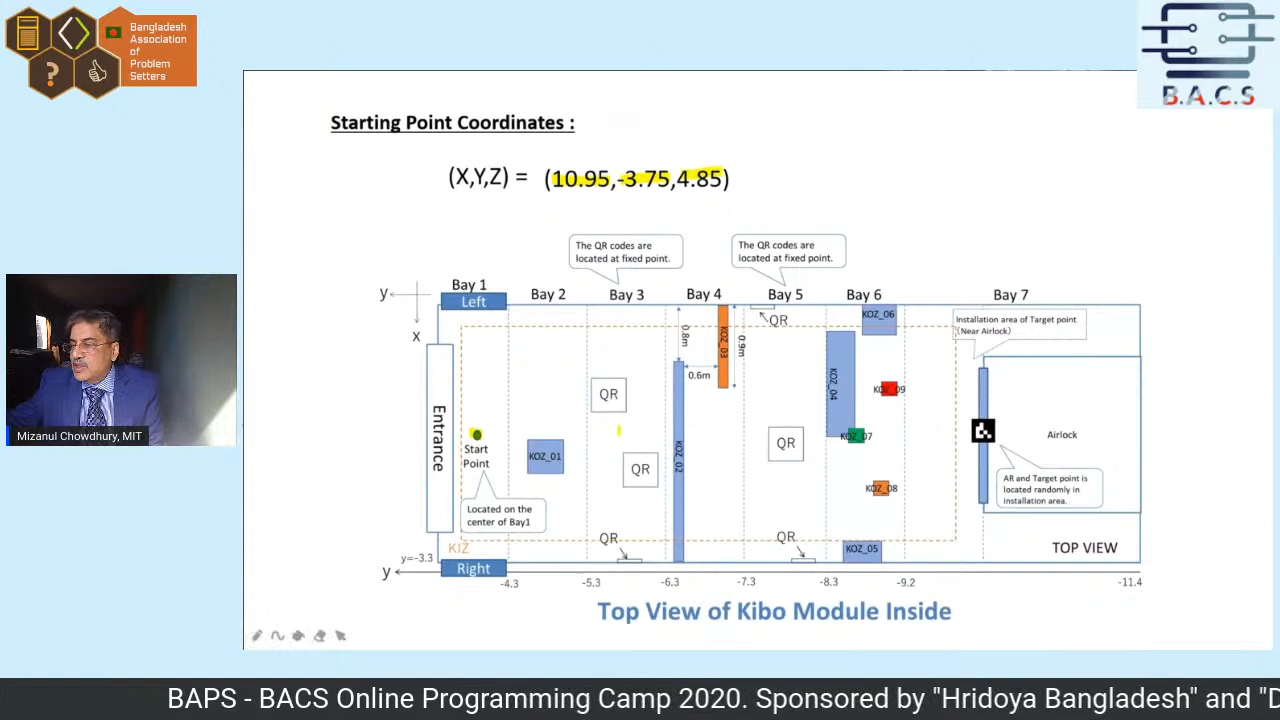 Bangladesh
Association
of
Problem
Setters
B.A.C.S
Starting Point Coordinates :
(X,Y,Z) = (10.95,-3.75,4.85)
The QR codes are
located at fixed point.
The QR codes are
located at fixed point.
y
X
Bay 1
Left
Bay 2
Bay 3
Bay 4
Bay 5
Bay 6
Bay 7
QR
KOZ_06
Installation area of Target point
(Near Airlock)
0.8m
KOZ_03
0.9m
0.6m
KOZ_04
KOZ_09
QR
Entrance
Start
Point
KOZ_01
QR
KOZ_02
QR
KOZ_07
Airlock
KOZ_08
AR and Target point is
located randomly in
installation area.
Located on the
center of Bay1
Mizanul Chowdhury, MIT
KIZ
QR
QR
KOZ_05
TOP VIEW
y=-3.3
Right
y
-4.3
-5.3
-6.3
-7.3
-8.3
-9.2
-11.4
Top View of Kibo Module Inside
BAPS - BACS Online Programming Camp 2020. Sponsored by "Hridoya Bangladesh" and "D